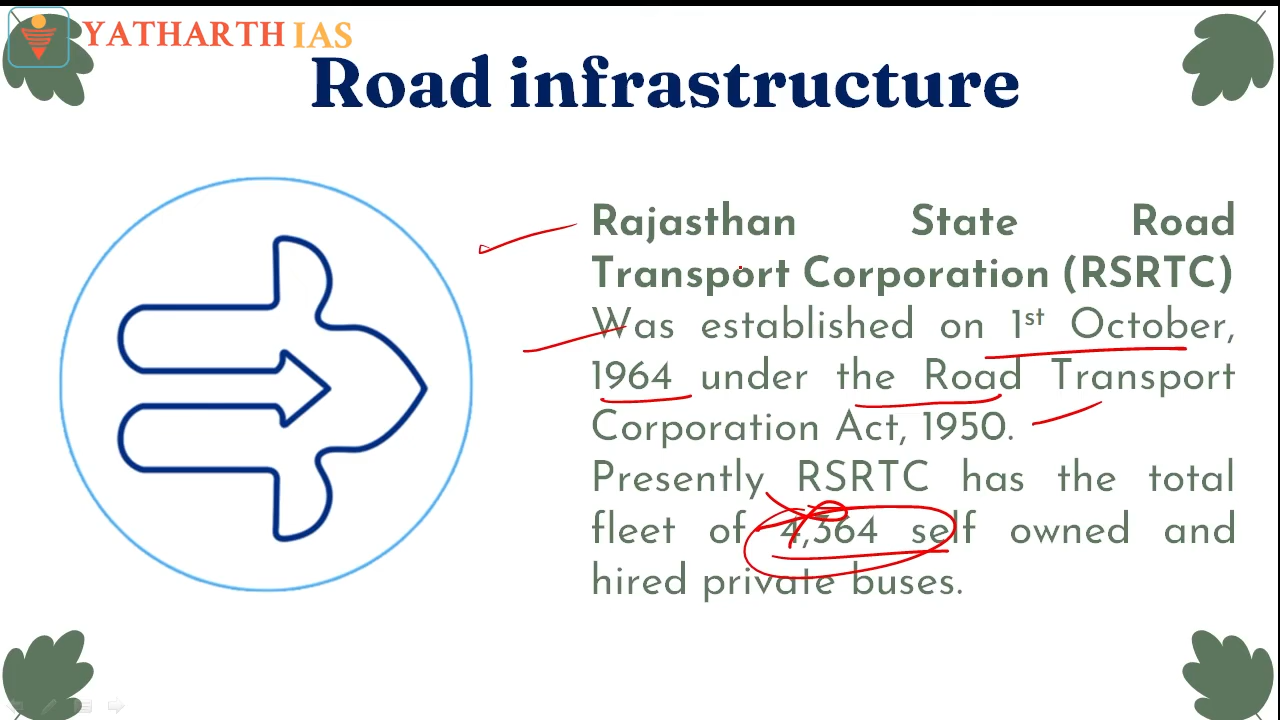 YATHARTH IAS
Road infrastructure
Rajasthan State Road
Transport Corporation (RSRTC)
Was established on 1st October,
1964 under the Road Transport
Corporation Act, 1950.
Presently RSRTC has the total
fleet of 4,364 self owned and
hired private buses.